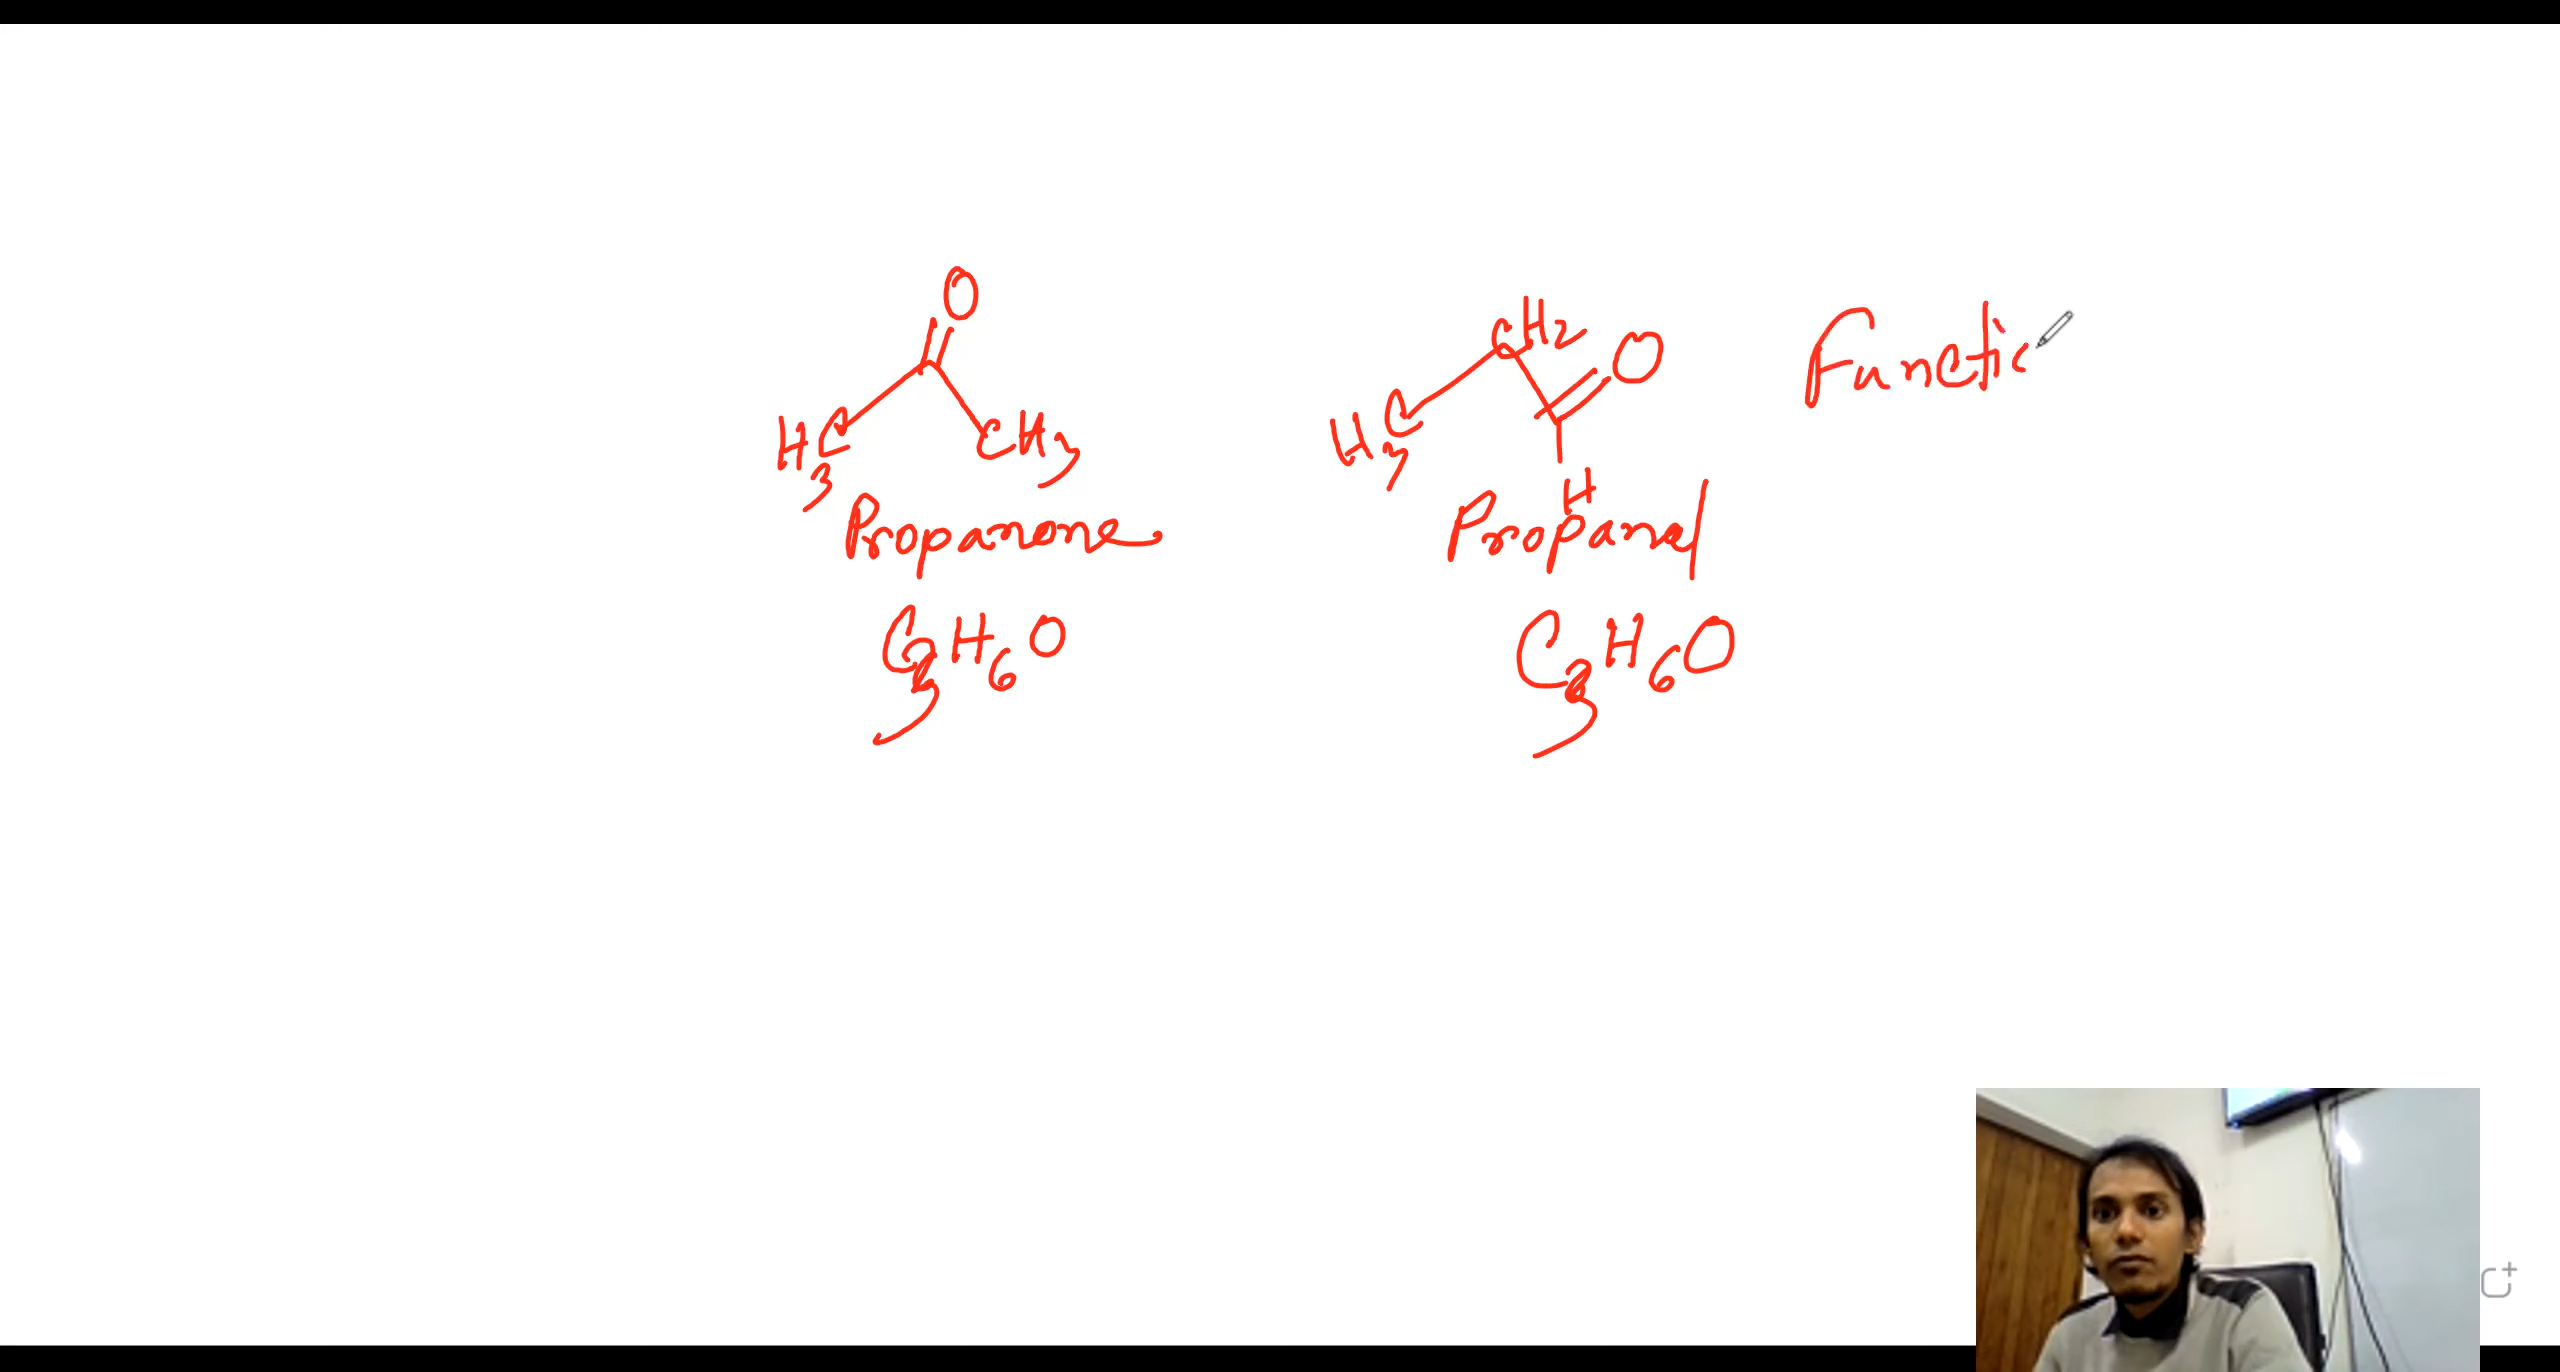 O
CH2
O
Functic
H3C
CH3
H3C
H
Propanone
Propanal
C3H6O
C3H6O